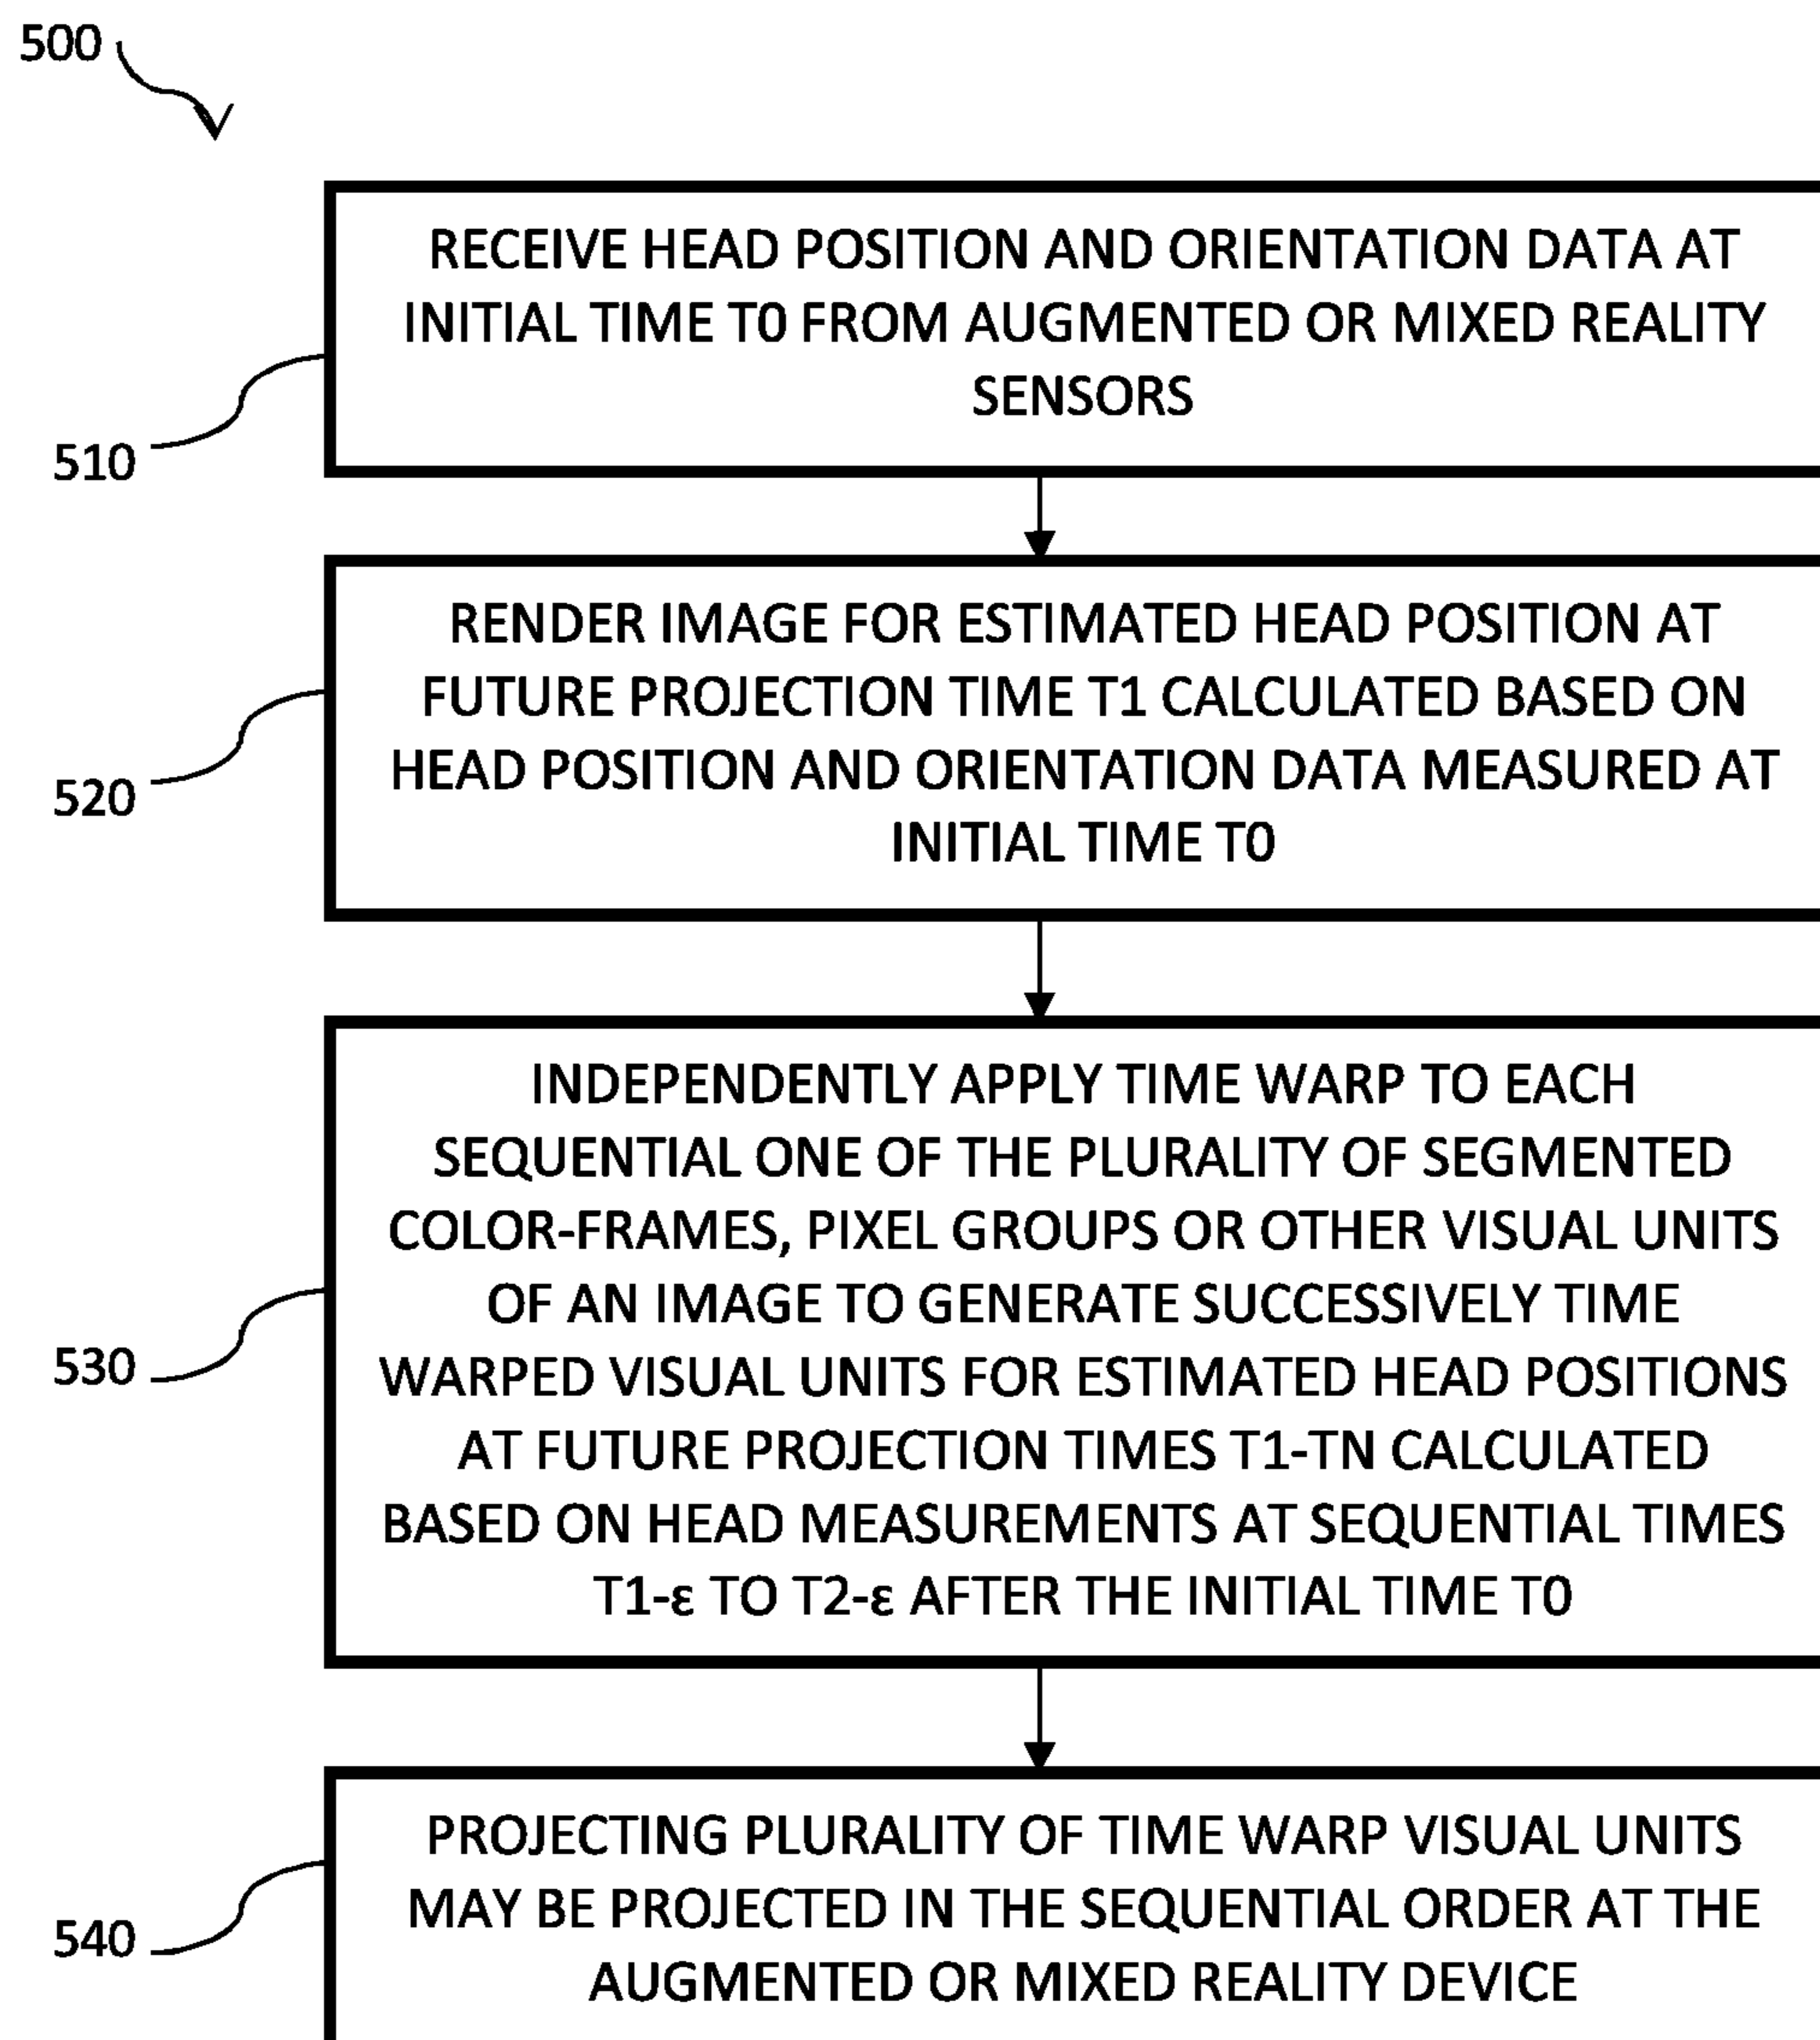 500
RECEIVE HEAD POSITION AND ORIENTATION DATA AT
INITIAL TIME T0 FROM AUGMENTED OR MIXED REALITY
SENSORS
510
RENDER IMAGE FOR ESTIMATED HEAD POSITION AT
FUTURE PROJECTION TIME T1 CALCULATED BASED ON
HEAD POSITION AND ORIENTATION DATA MEASURED AT
INITIAL TIME T0
520
INDEPENDENTLY APPLY TIME WARP TO EACH
SEQUENTIAL ONE OF THE PLURALITY OF SEGMENTED
COLOR-FRAMES, PIXEL GROUPS OR OTHER VISUAL UNITS
OF AN IMAGE TO GENERATE SUCCESSIVELY TIME
WARPED VISUAL UNITS FOR ESTIMATED HEAD POSITIONS
AT FUTURE PROJECTION TIMES T1-TN CALCULATED
BASED ON HEAD MEASUREMENTS AT SEQUENTIAL TIMES
T1-ε TO T2-ε AFTER THE INITIAL TIME T0
530
PROJECTING PLURALITY OF TIME WARP VISUAL UNITS
MAY BE PROJECTED IN THE SEQUENTIAL ORDER AT THE
AUGMENTED OR MIXED REALITY DEVICE
540